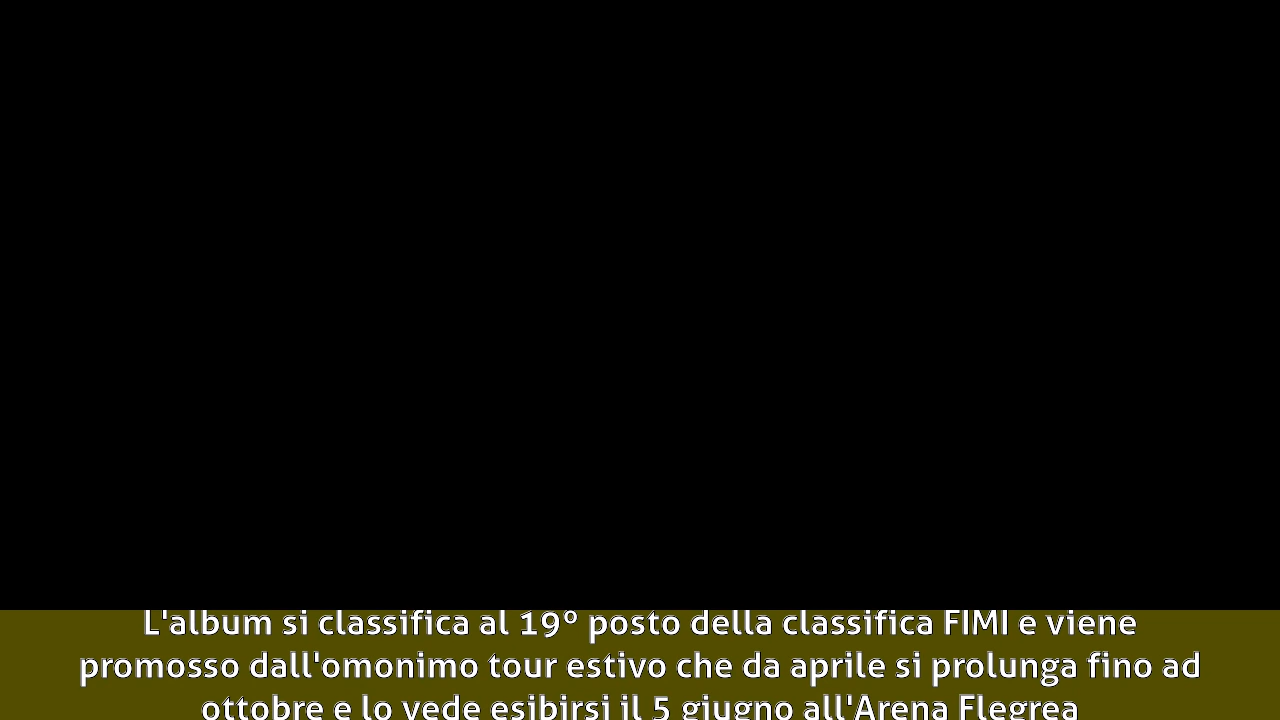 L'album si classifica al 19º posto della classifica FIMI e viene
promosso dall'omonimo tour estivo che da aprile si prolunga fino ad
ottobre e lo vede esibirsi il 5 giugno all'Arena Flegrea